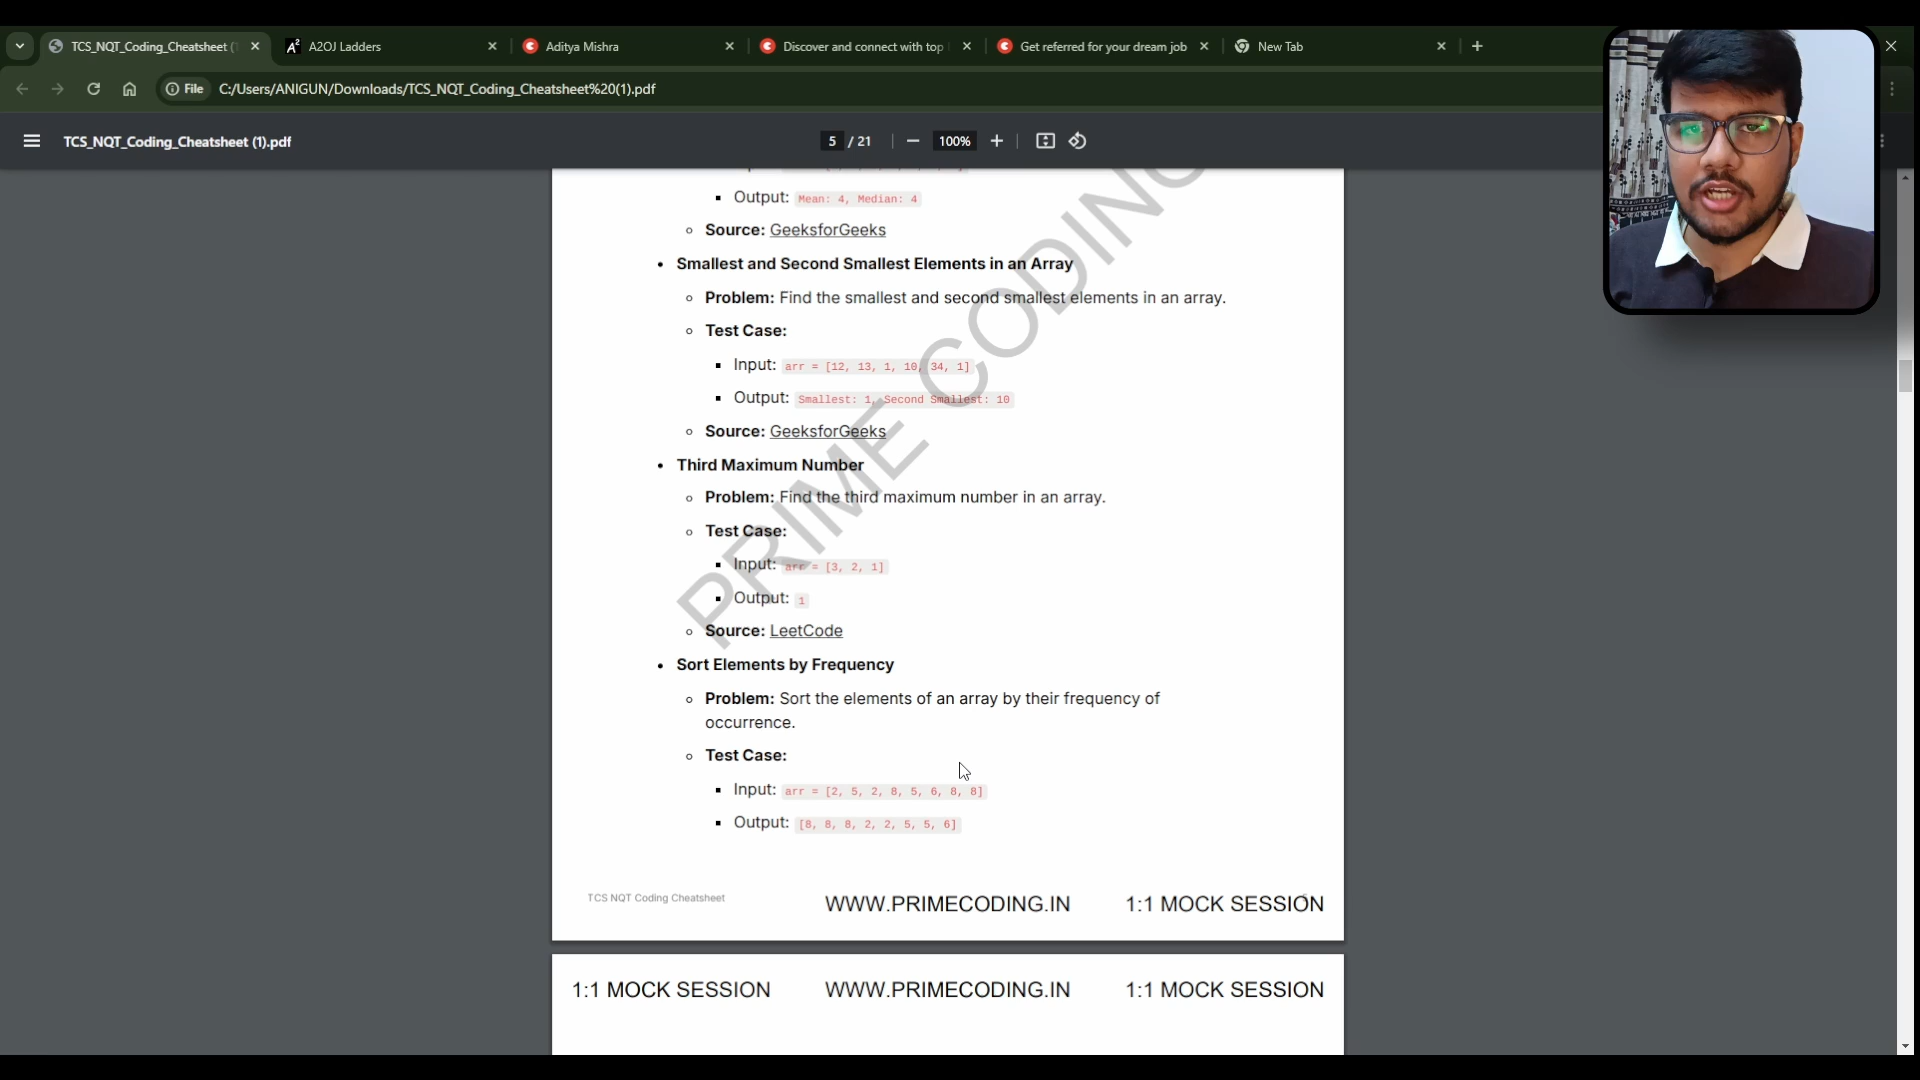 TCS_NQT_Coding_Cheatsheet (
A2OJ Ladders
Aditya Mishra
Discover and connect with top
Get referred for your dream job
New Tab
File
C:/Users/ANIGUN/Downloads/TCS_NQT_Coding_Cheatsheet%20(1).pdf
TCS_NQT_Coding_Cheatsheet (1).pdf
5 / 21
100%
Output: Mean: 4, Median: 4
Source: GeeksforGeeks
Smallest and Second Smallest Elements in an Array
Problem: Find the smallest and second smallest elements in an array.
Test Case:
Input: arr = [12, 13, 1, 10, 34, 1]
Output: Smallest: 1, Second Smallest: 10
Source: GeeksforGeeks
Third Maximum Number
Problem: Find the third maximum number in an array.
Test Case:
Input: arr = [3, 2, 1]
Output: 1
Source: LeetCode
Sort Elements by Frequency
Problem: Sort the elements of an array by their frequency of
occurrence.
Test Case:
Input: arr = [2, 5, 2, 8, 5, 6, 8, 8]
Output: [8, 8, 8, 2, 2, 5, 5, 6]
PRIME CODING
TCS NQT Coding Cheatsheet
WWW.PRIMECODING.IN
1:1 MOCK SESSION
1:1 MOCK SESSION
WWW.PRIMECODING.IN
1:1 MOCK SESSION